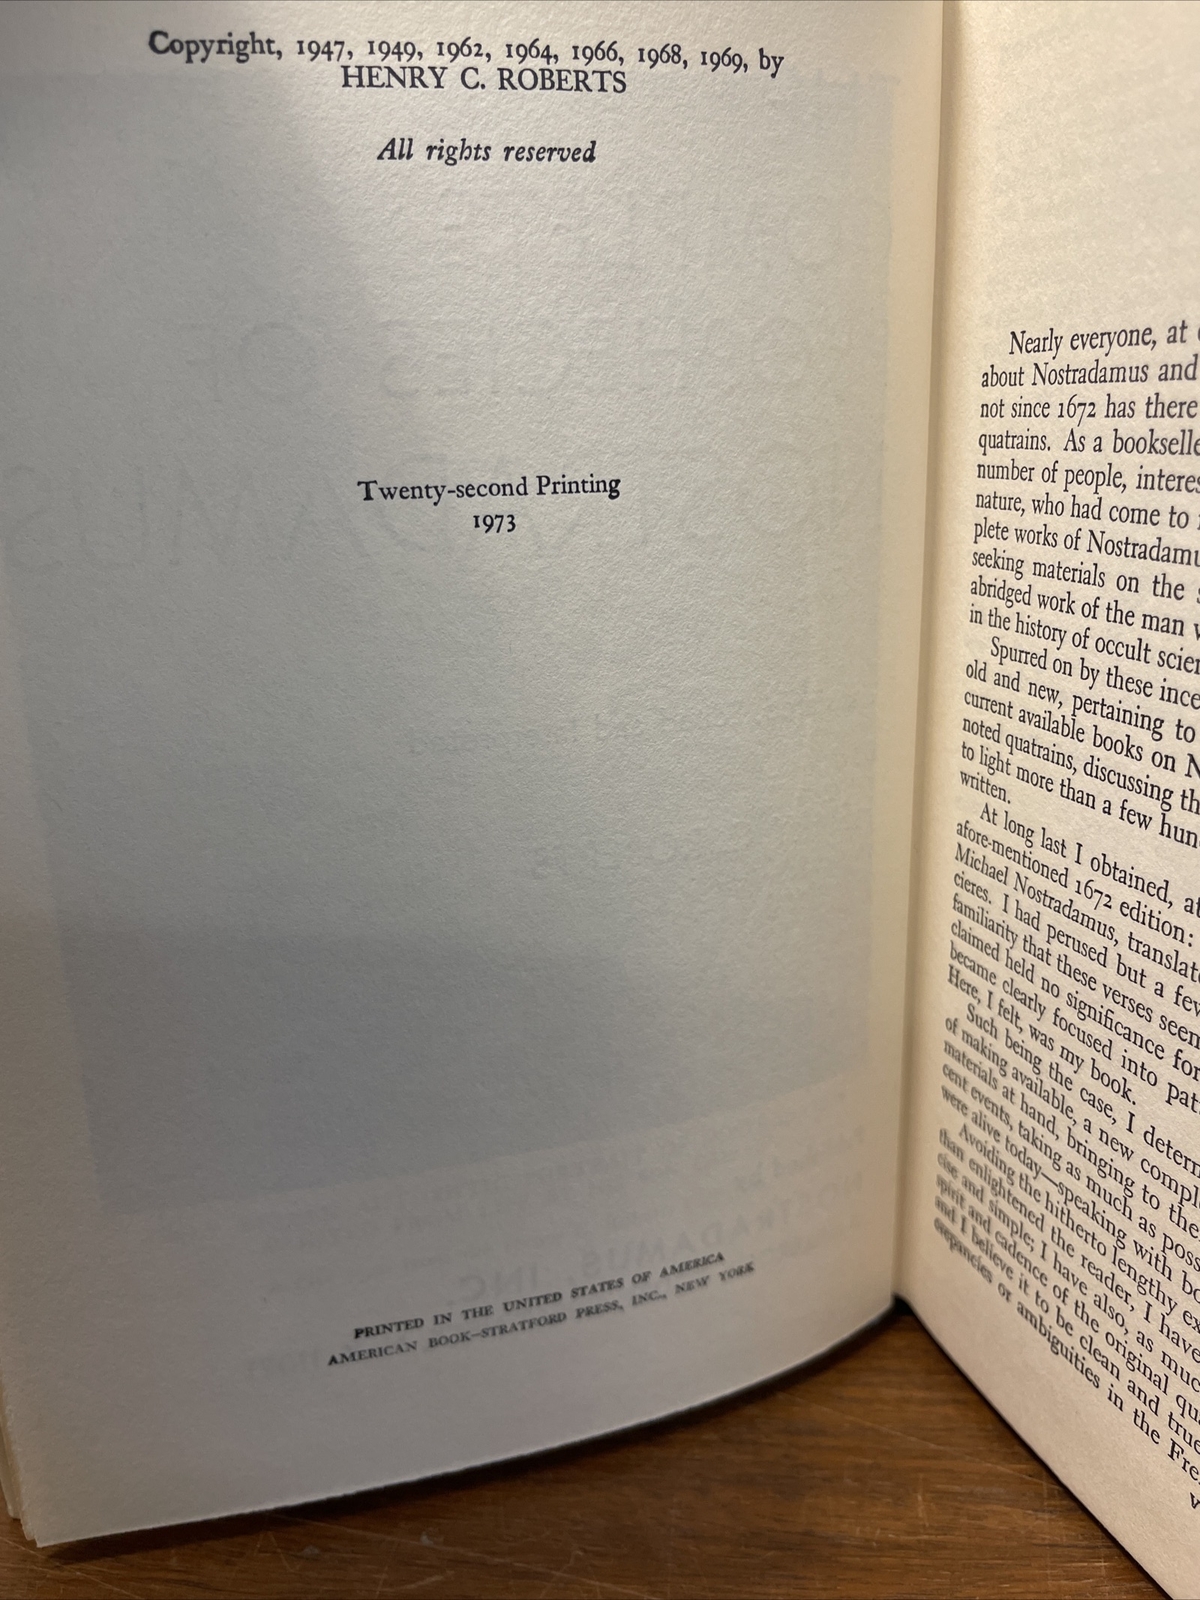 Copyright, 1947, 1949, 1962, 1964, 1966, 1968, 1969, by
HENRY C. ROBERTS
All rights reserved
Twenty-second Printing
1973
PRINTED IN THE UNITED STATES OF AMERICA
AMERICAN BOOK—STRATFORD PRESS, INC., NEW YORK
Nearly everyone, at
about Nostradamus and
not since 1672 has there
quatrains. As a bookselle
number of people, interes
nature, who had come to
plete works of Nostradamu
seeking materials on the
abridged work of the man
in the history of occult scien
Spurred on by these ince
old and new, pertaining to
current available books on N
noted quatrains, discussing th
to light more than a few hun
written.
At long last I obtained, at
afore-mentioned 1672 edition:
Michael Nostradamus, translate
cieres. I had perused but a few
familiarity that these verses seem
claimed held no significance for
became clearly focused into pat
Here, I felt, was my book.
Such being the case, I determ
of making available, a new compl
materials at hand, bringing to the
cent events, taking as much as poss
were alive today—speaking with bo
Avoiding the hitherto lengthy ex
than enlightened the reader, I have
cise and simple; I have also, as muc
spirit and cadence of the original qu
and I believe it to be clean and true
crepancies or ambiguities in the Fre